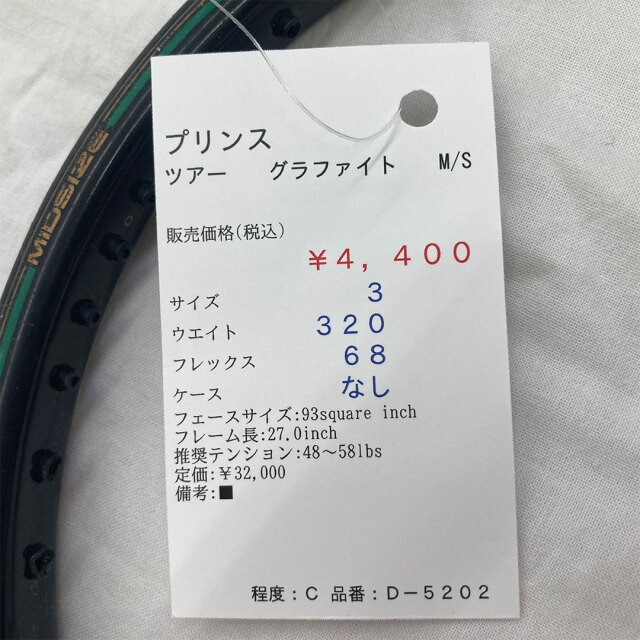 MIDSIZE
プリンス
ツアー　グラファイト　M/S
販売価格(税込)
￥４，４００
サイズ ３
ウエイト ３２０
フレックス ６８
ケース なし
フェースサイズ:93square inch
フレーム長:27.0inch
推奨テンション:48～58lbs
定価:￥32,000
備考:■
程度：Ｃ 品番：Ｄ－５２０２